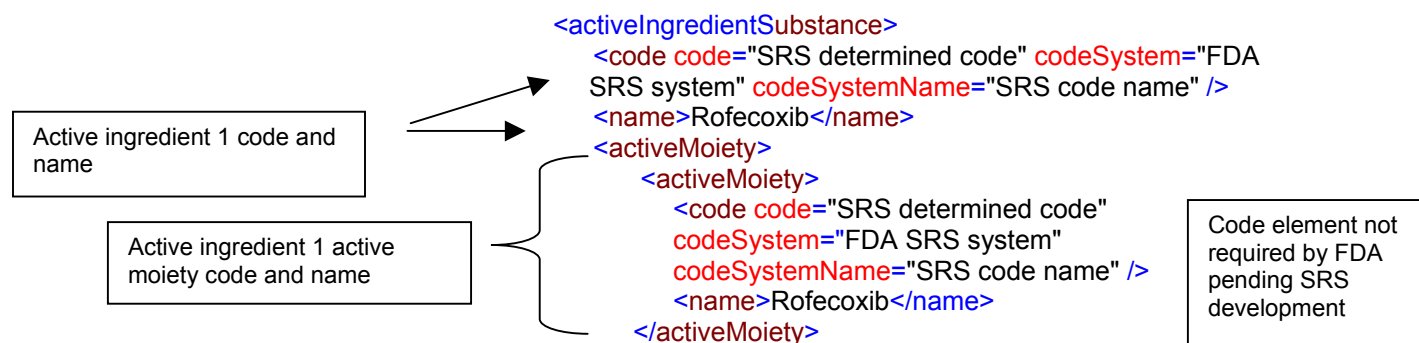 <activeIngredientSubstance>
<code code="SRS determined code" codeSystem="FDA
SRS system" codeSystemName="SRS code name" />
<name>Rofecoxib</name>
Active ingredient 1 code and
name
<activeMoiety>
<activeMoiety>
<code code="SRS determined code"
codeSystem="FDA SRS system"
codeSystemName="SRS code name" />
<name>Rofecoxib</name>
</activeMoiety>
Active ingredient 1 active
moiety code and name
Code element not
required by FDA
pending SRS
development